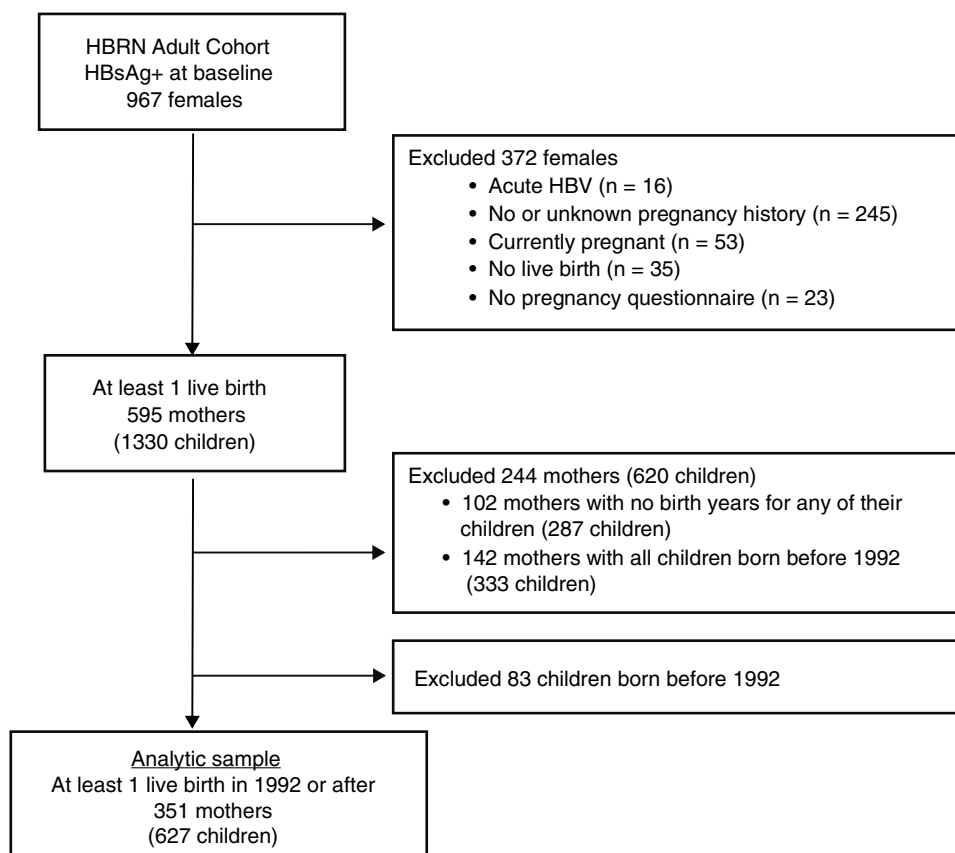 HBRN Adult Cohort
HBsAg+ at baseline
967 females
Excluded 372 females
• Acute HBV (n = 16)
• No or unknown pregnancy history (n = 245)
• Currently pregnant (n = 53)
• No live birth (n = 35)
• No pregnancy questionnaire (n = 23)
At least 1 live birth
595 mothers
(1330 children)
Excluded 244 mothers (620 children)
• 102 mothers with no birth years for any of their
children (287 children)
• 142 mothers with all children born before 1992
(333 children)
Excluded 83 children born before 1992
Analytic sample
At least 1 live birth in 1992 or after
351 mothers
(627 children)